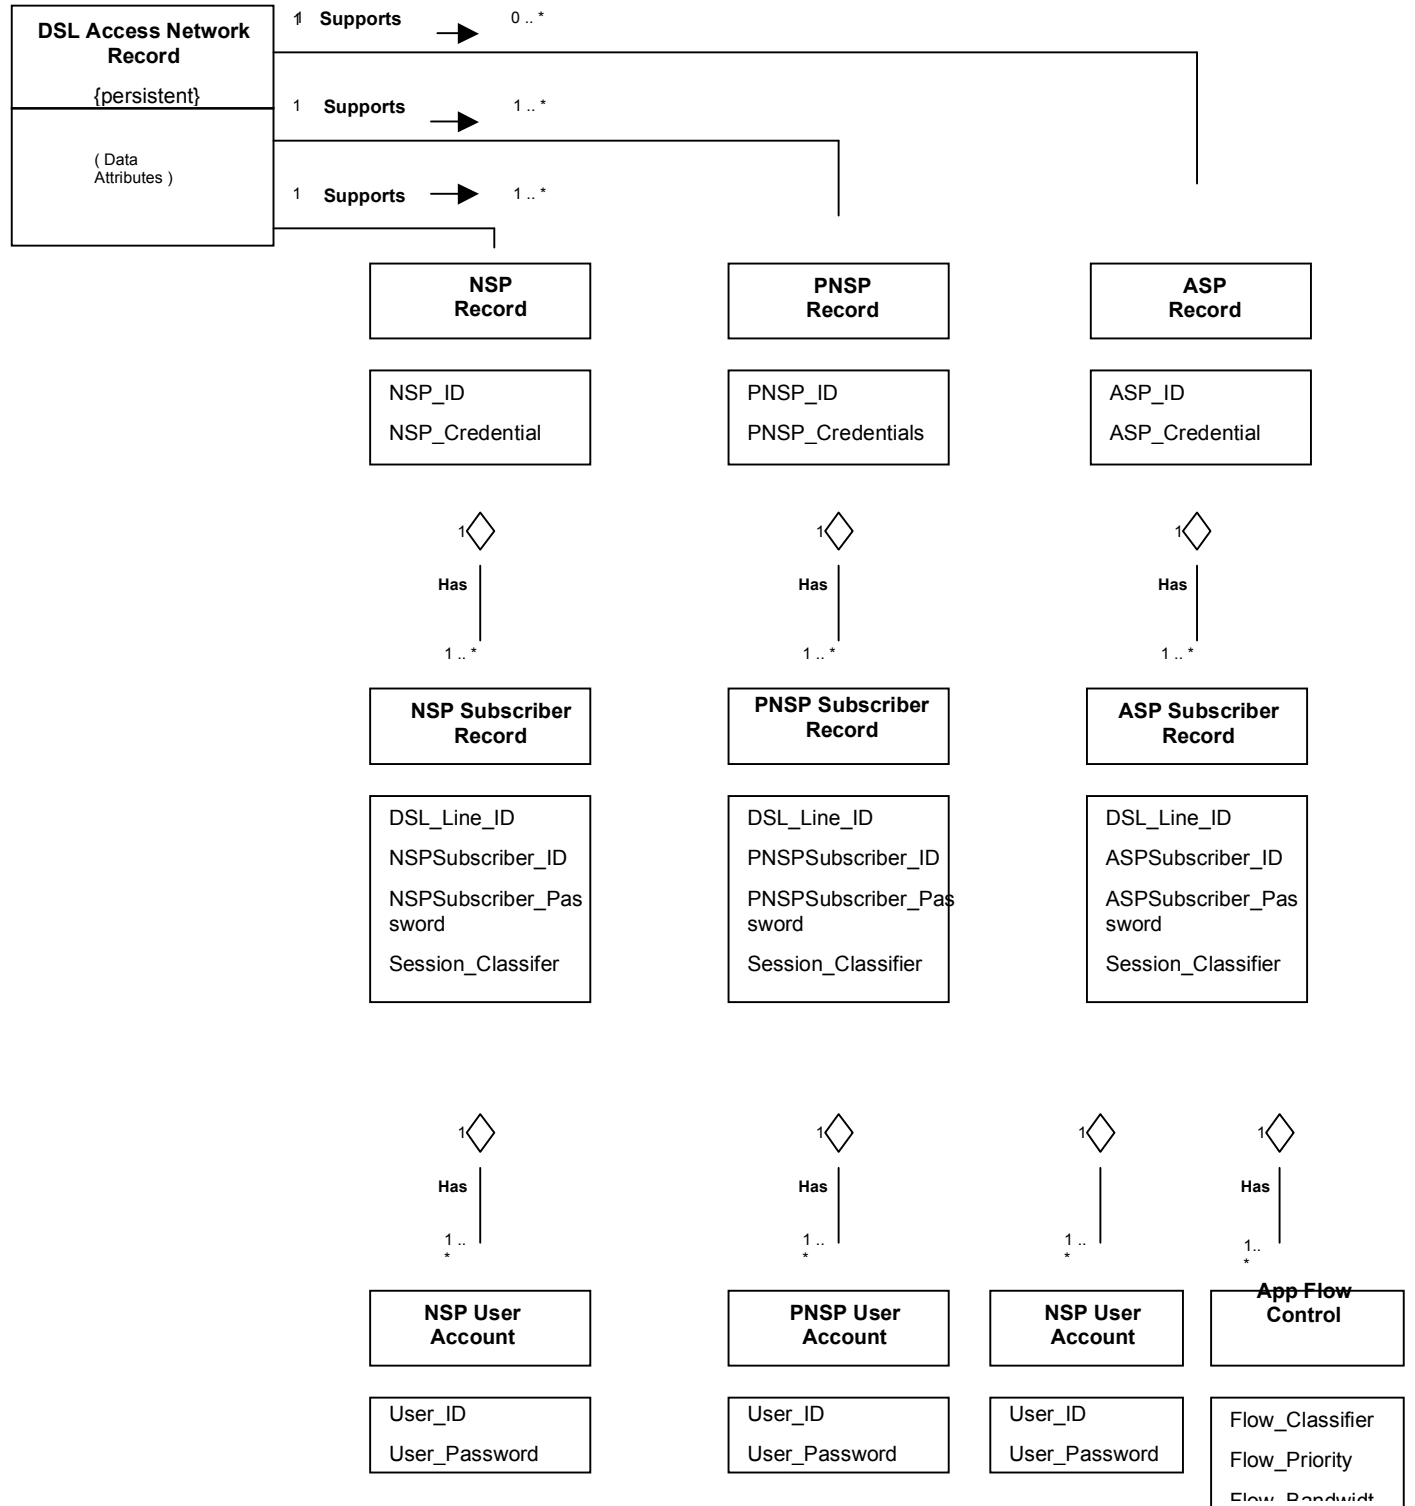 DSL Access Network
Record
{persistent}
( Data
Attributes )
1 Supports 0 .. *
1 Supports 1 .. *
1 Supports 1 .. *
NSP
Record
PNSP
Record
ASP
Record
NSP_ID
NSP_Credential
PNSP_ID
PNSP_Credentials
ASP_ID
ASP_Credential
1
Has
1 .. *
1
Has
1 .. *
1
Has
1 .. *
NSP Subscriber
Record
PNSP Subscriber
Record
ASP Subscriber
Record
DSL_Line_ID
NSPSubscriber_ID
NSPSubscriber_Pas
sword
Session_Classifer
DSL_Line_ID
PNSPSubscriber_ID
PNSPSubscriber_Pas
sword
Session_Classifier
DSL_Line_ID
ASPSubscriber_ID
ASPSubscriber_Pas
sword
Session_Classifier
1
Has
1 ..
*
1
Has
1 ..
*
1
1 ..
*
1
Has
1..
*
NSP User
Account
PNSP User
Account
NSP User
Account
App Flow
Control
User_ID
User_Password
User_ID
User_Password
User_ID
User_Password
Flow_Classifier
Flow_Priority
Flow_Bandwidt